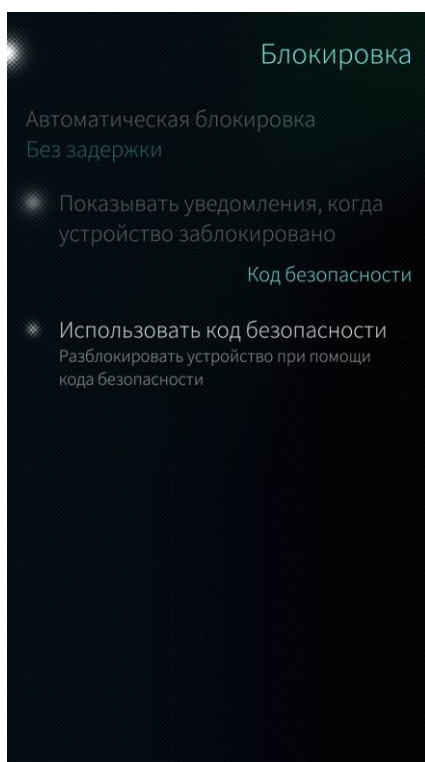 Блокировка
Автоматическая блокировка
Без задержки
Показывать уведомления, когда
устройство заблокировано
Код безопасности
Использовать код безопасности
Разблокировать устройство при помощи
кода безопасности